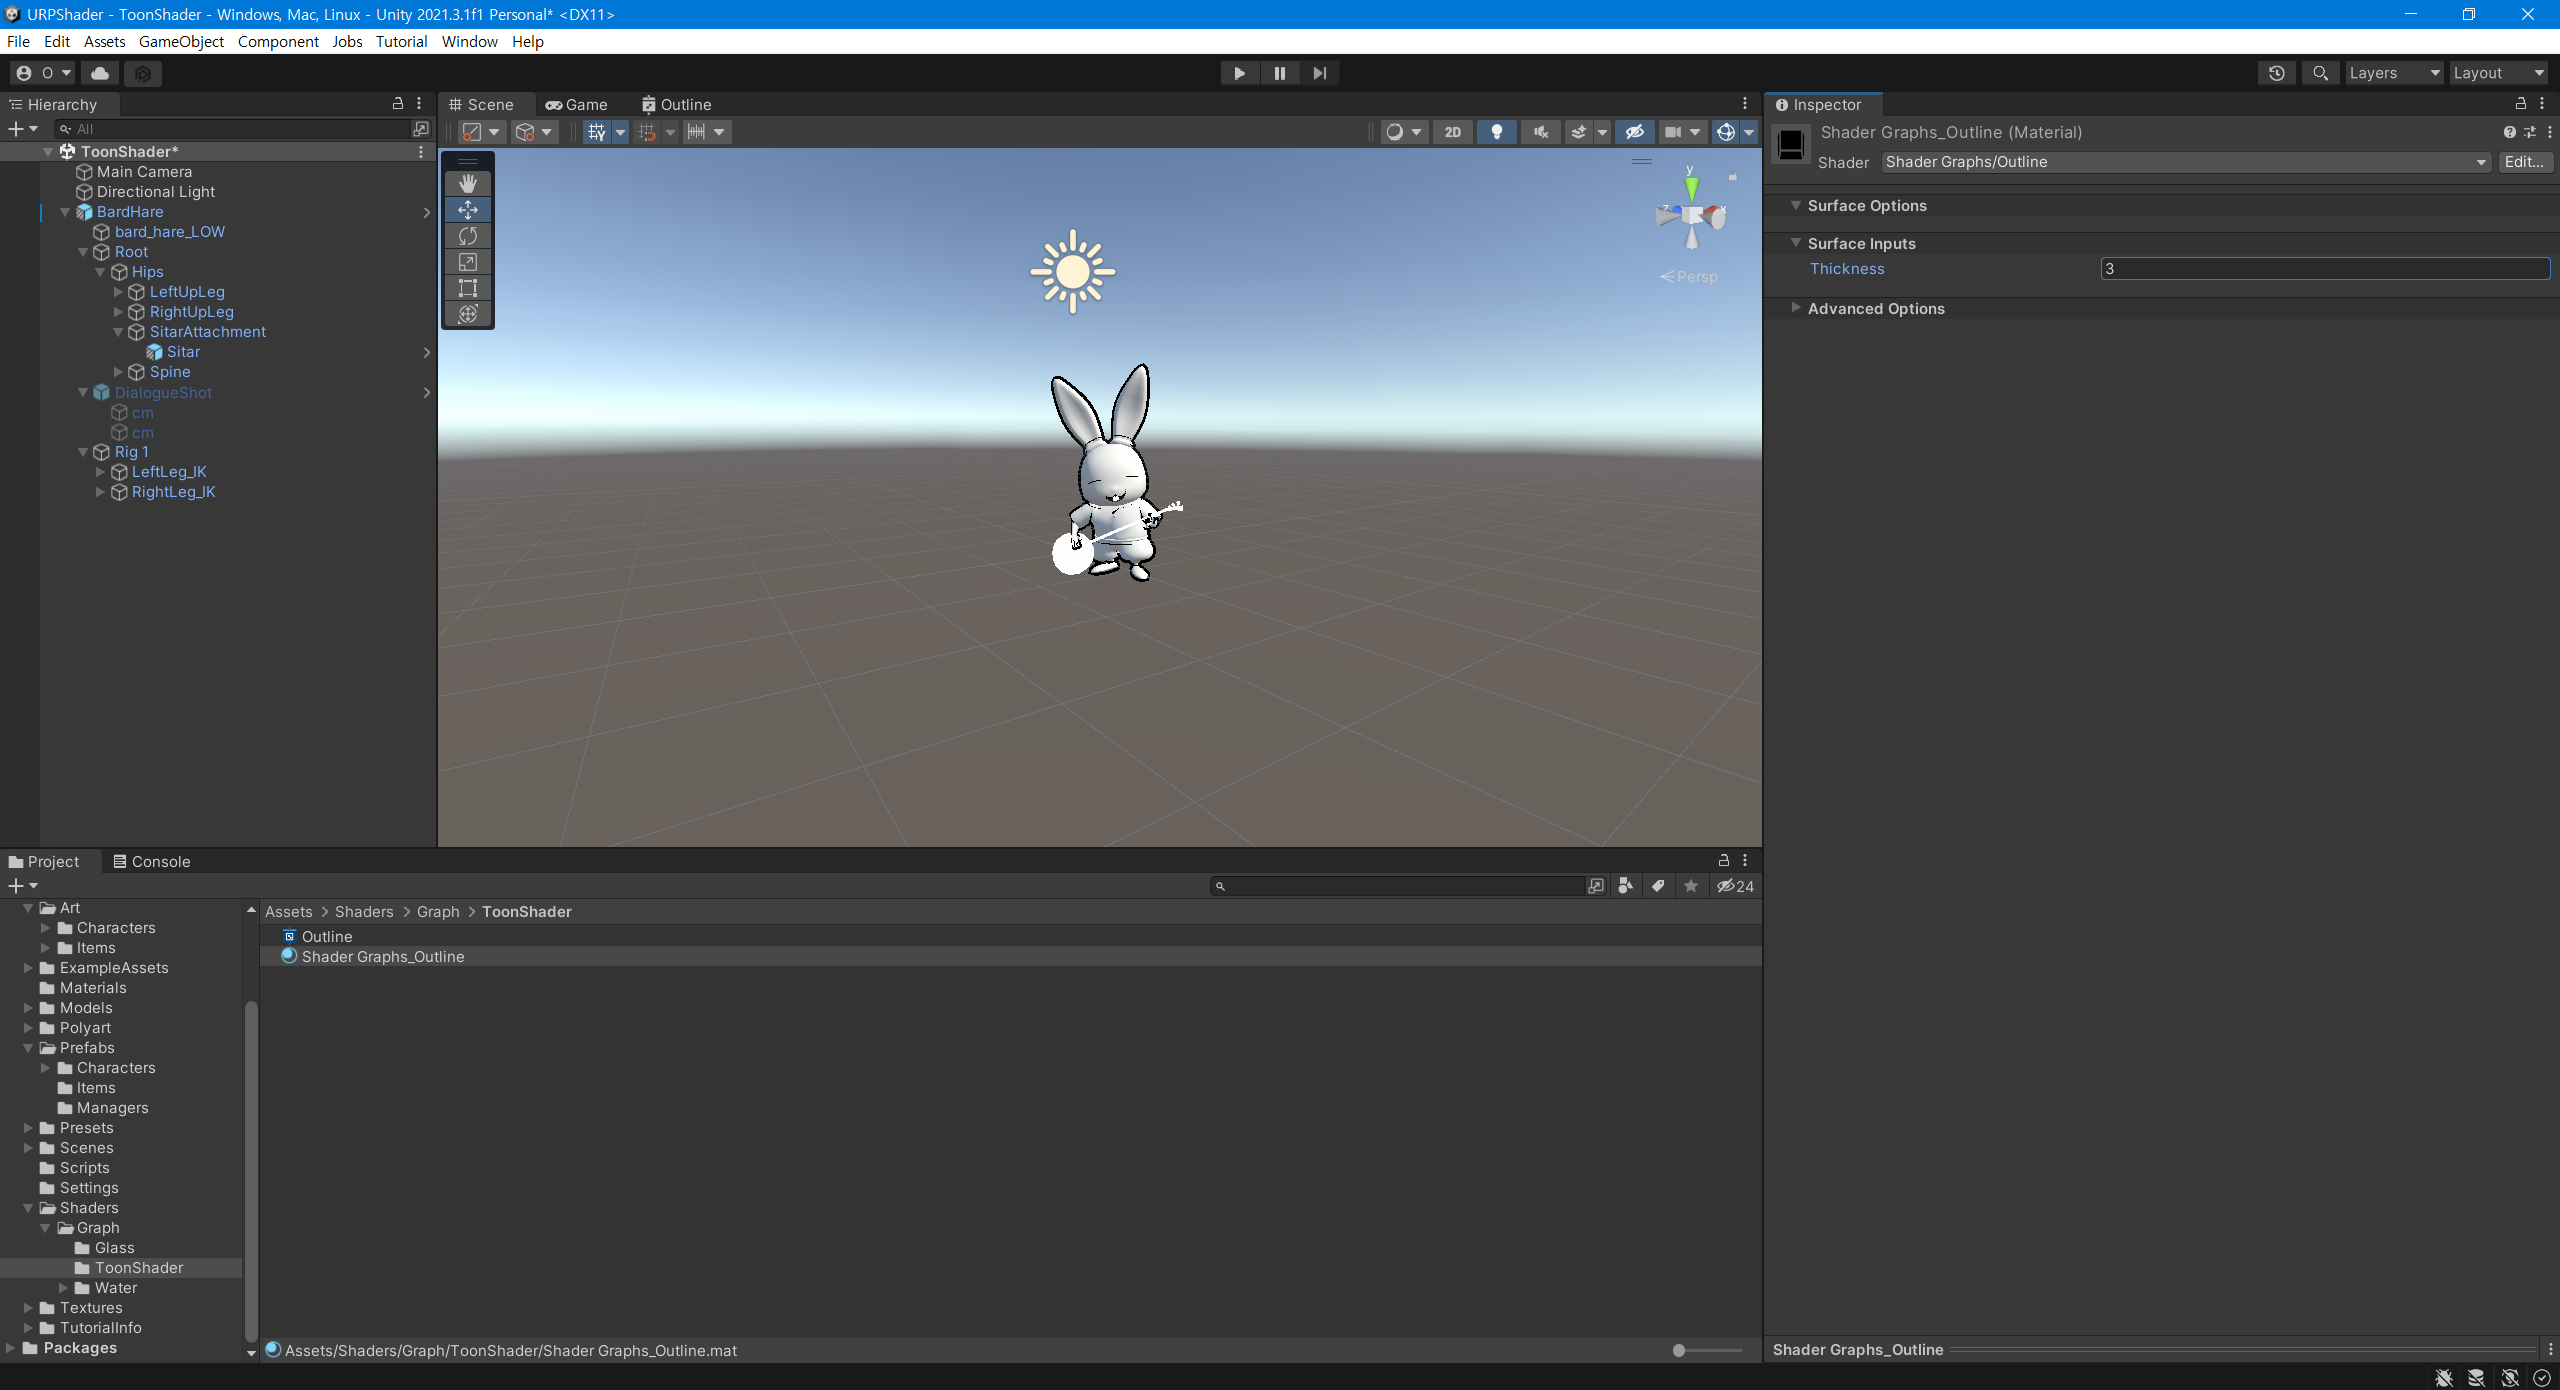 URPShader - ToonShader - Windows, Mac, Linux - Unity 2021.3.1f1 Personal* <DX11>
File Edit Assets GameObject Component Jobs Tutorial Window Help
O
Layers
Layout
Hierarchy
All
ToonShader*
Main Camera
Directional Light
BardHare
bard_hare_LOW
Root
Hips
LeftUpLeg
RightUpLeg
SitarAttachment
Sitar
Spine
DialogueShot
cm
cm
Rig 1
LeftLeg_IK
RightLeg_IK
Scene
Game
Outline
2D
y
z
x
Persp
Inspector
Shader Graphs_Outline (Material)
Shader
Shader Graphs/Outline
Edit...
Surface Options
Surface Inputs
Thickness
3
Advanced Options
Project
Console
24
Art
Characters
Items
ExampleAssets
Materials
Models
Polyart
Prefabs
Characters
Items
Managers
Presets
Scenes
Scripts
Settings
Shaders
Graph
Glass
ToonShader
Water
Textures
TutorialInfo
Packages
Assets > Shaders > Graph > ToonShader
Outline
Shader Graphs_Outline
Assets/Shaders/Graph/ToonShader/Shader Graphs_Outline.mat
Shader Graphs_Outline